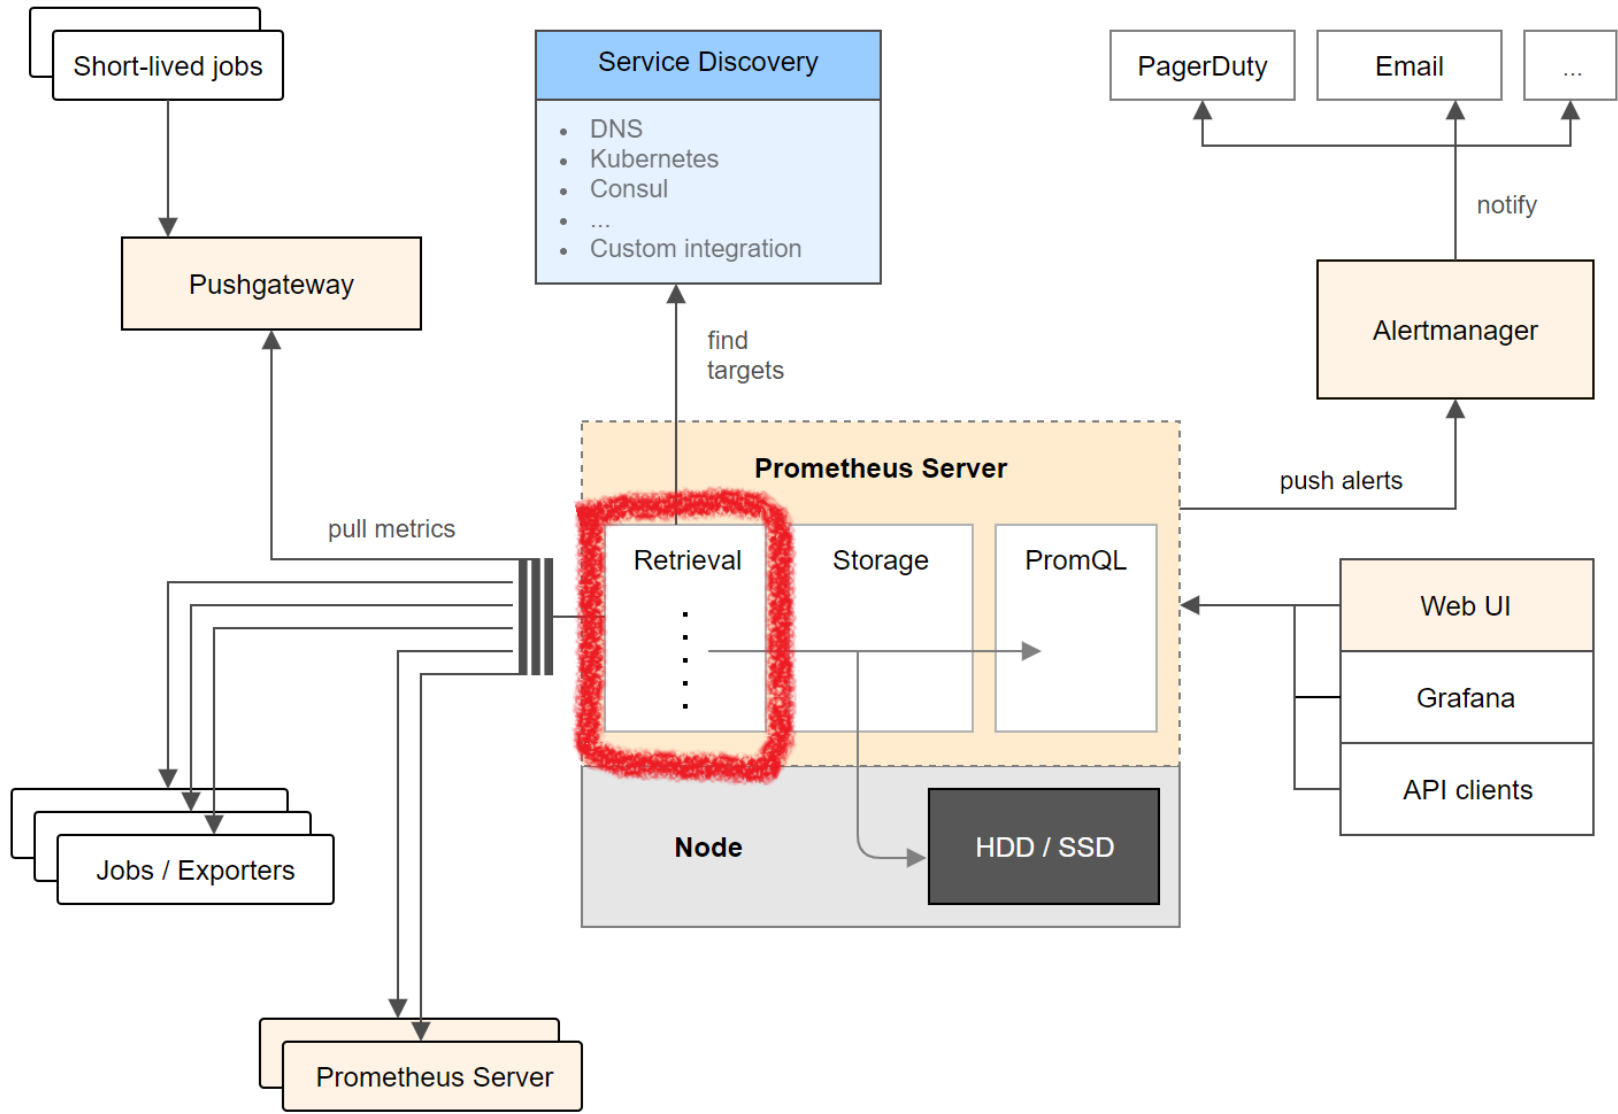 Short-lived jobs
Service Discovery
• DNS
• Kubernetes
• Consul
• ...
• Custom integration
PagerDuty
Email
...
notify
Pushgateway
Alertmanager
find
targets
Prometheus Server
push alerts
pull metrics
Retrieval
Storage
PromQL
Web UI
Grafana
API clients
Node
HDD / SSD
Jobs / Exporters
Prometheus Server